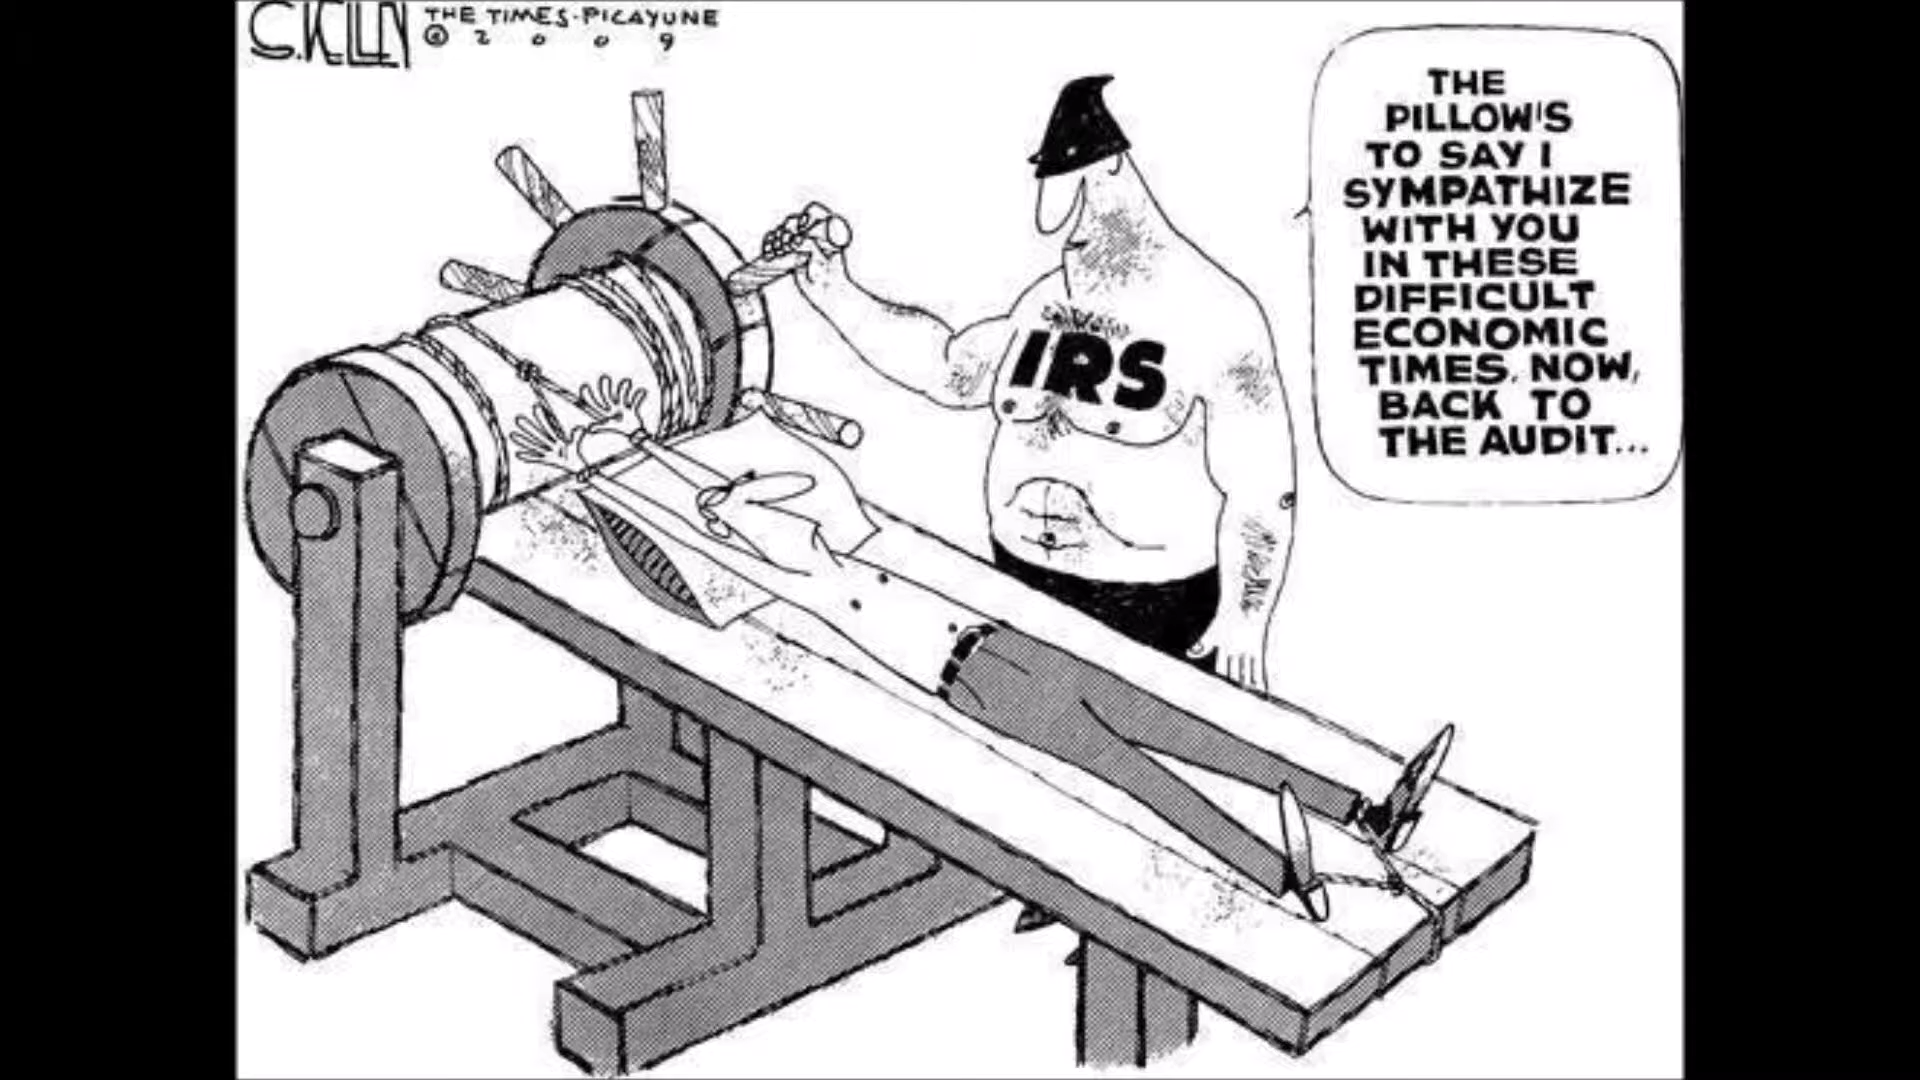 S.KELLEY THE TIMES-PICAYUNE
© 2009
IRS
THE
PILLOW'S
TO SAY I
SYMPATHIZE
WITH YOU
IN THESE
DIFFICULT
ECONOMIC
TIMES. NOW,
BACK TO
THE AUDIT...